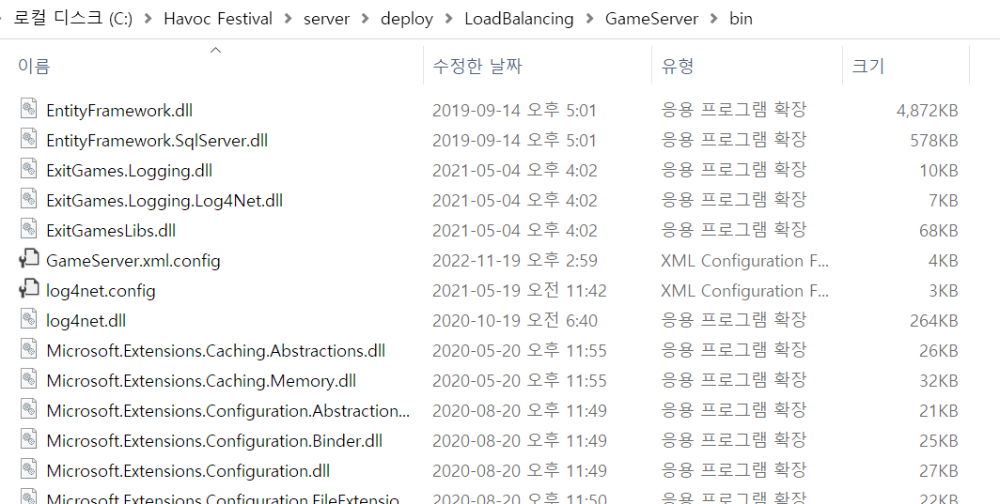 로컬 디스크 (C:) > Havoc Festival > server > deploy > LoadBalancing > GameServer > bin
이름 수정한 날짜 유형 크기
EntityFramework.dll 2019-09-14 오후 5:01 응용 프로그램 확장 4,872KB
EntityFramework.SqlServer.dll 2019-09-14 오후 5:01 응용 프로그램 확장 578KB
ExitGames.Logging.dll 2021-05-04 오후 4:02 응용 프로그램 확장 10KB
ExitGames.Logging.Log4Net.dll 2021-05-04 오후 4:02 응용 프로그램 확장 7KB
ExitGamesLibs.dll 2021-05-04 오후 4:02 응용 프로그램 확장 68KB
GameServer.xml.config 2022-11-19 오후 2:59 XML Configuration F... 4KB
log4net.config 2021-05-19 오전 11:42 XML Configuration F... 3KB
log4net.dll 2020-10-19 오전 6:40 응용 프로그램 확장 264KB
Microsoft.Extensions.Caching.Abstractions.dll 2020-05-20 오후 11:55 응용 프로그램 확장 26KB
Microsoft.Extensions.Caching.Memory.dll 2020-05-20 오후 11:55 응용 프로그램 확장 32KB
Microsoft.Extensions.Configuration.Abstraction... 2020-08-20 오후 11:49 응용 프로그램 확장 21KB
Microsoft.Extensions.Configuration.Binder.dll 2020-08-20 오후 11:49 응용 프로그램 확장 25KB
Microsoft.Extensions.Configuration.dll 2020-08-20 오후 11:49 응용 프로그램 확장 27KB
Microsoft.Extensions.Configuration.FileExtensio... 2020-08-20 오후 11:50 응용 프로그램 확장 22KB